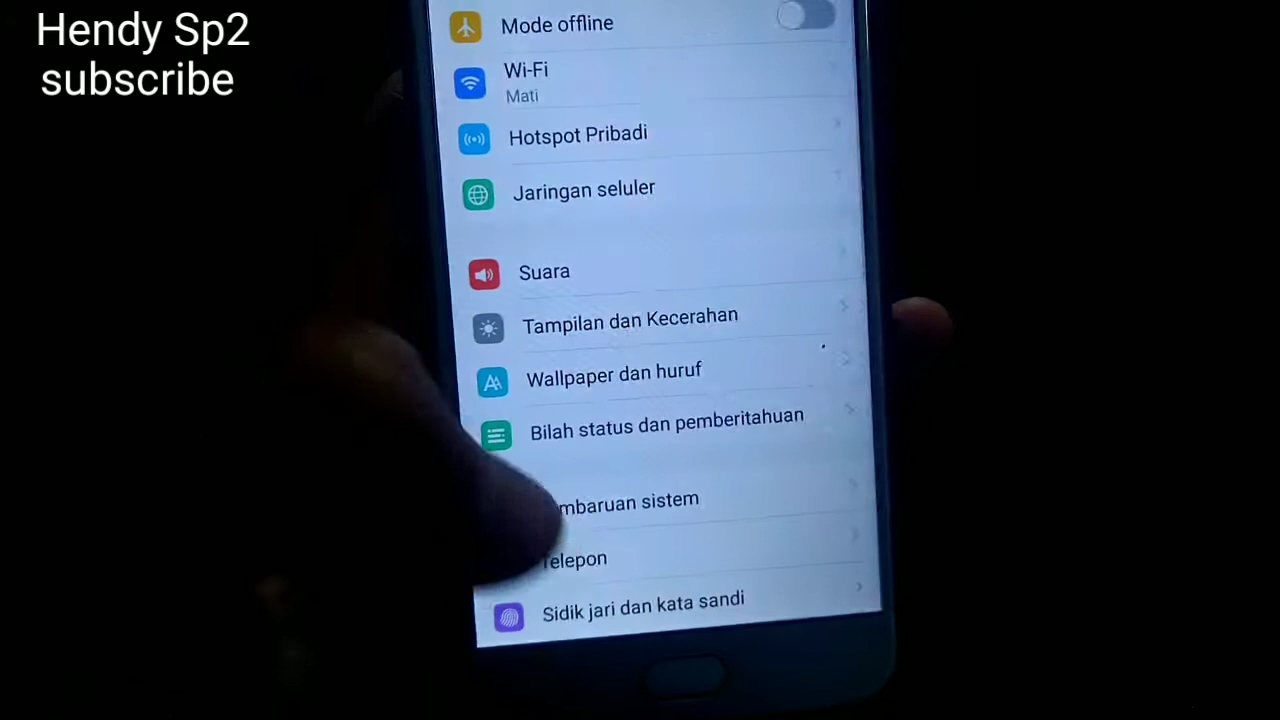 Hendy Sp2
subscribe
Mode offline
Wi-Fi
Mati
Hotspot Pribadi
Jaringan seluler
Suara
Tampilan dan Kecerahan
Wallpaper dan huruf
Bilah status dan pemberitahuan
mbaruan sistem
Telepon
Sidik jari dan kata sandi